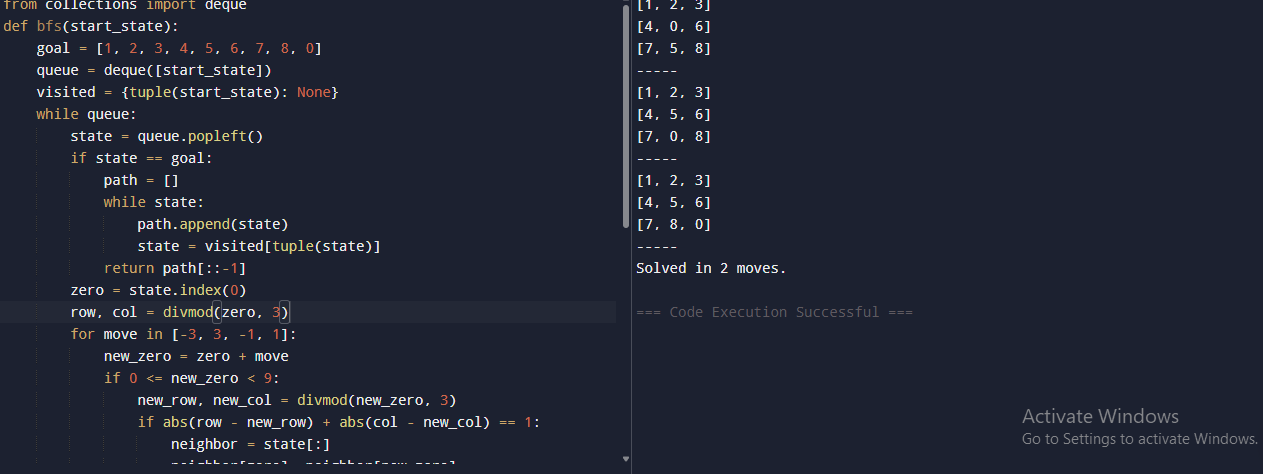 from collections import deque
def bfs(start_state):
    goal = [1, 2, 3, 4, 5, 6, 7, 8, 0]
    queue = deque([start_state])
    visited = {tuple(start_state): None}
    while queue:
        state = queue.popleft()
        if state == goal:
            path = []
            while state:
                path.append(state)
                state = visited[tuple(state)]
            return path[::-1]
        zero = state.index(0)
        row, col = divmod(zero, 3)
        for move in [-3, 3, -1, 1]:
            new_zero = zero + move
            if 0 <= new_zero < 9:
                new_row, new_col = divmod(new_zero, 3)
                if abs(row - new_row) + abs(col - new_col) == 1:
                    neighbor = state[:]
[1, 2, 3]
[4, 0, 6]
[7, 5, 8]
-----
[1, 2, 3]
[4, 5, 6]
[7, 0, 8]
-----
[1, 2, 3]
[4, 5, 6]
[7, 8, 0]
-----
Solved in 2 moves.
=== Code Execution Successful ===
Activate Windows
Go to Settings to activate Windows.